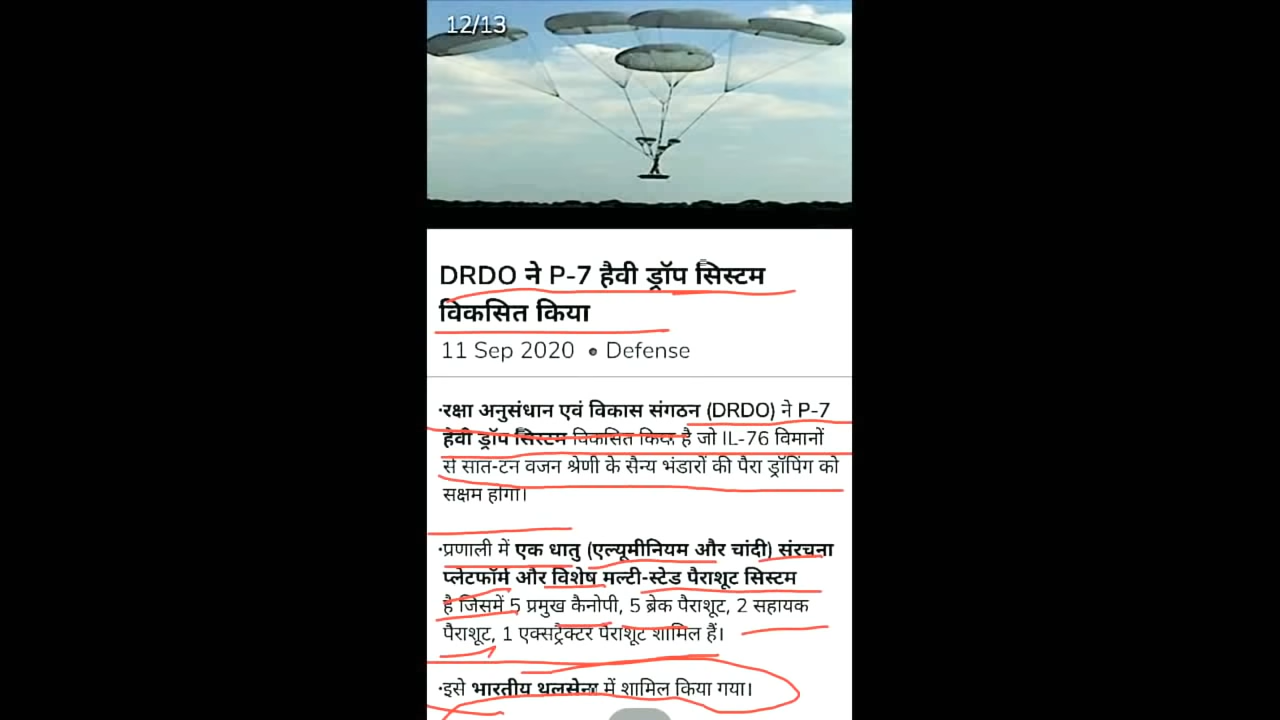 12/13
DRDO ने P-7 हैवी ड्रॉप सिस्टम
विकसित किया
11 Sep 2020 • Defense
·रक्षा अनुसंधान एवं विकास संगठन (DRDO) ने P-7
हेवी ड्रॉप सिस्टम विकसित किया है जो IL-76 विमानों
से सात-टन वजन श्रेणी के सैन्य भंडारों की पैरा ड्रॉपिंग को
सक्षम होगा।
·प्रणाली में एक धातु (एल्यूमीनियम और चांदी) संरचना
प्लेटफॉर्म और विशेष मल्टी-स्टेड पैराशूट सिस्टम
है जिसमें 5 प्रमुख कैनोपी, 5 ब्रेक पैराशूट, 2 सहायक
पैराशूट, 1 एक्सट्रैक्टर पैराशूट शामिल हैं।
·इसे भारतीय थलसेना में शामिल किया गया।